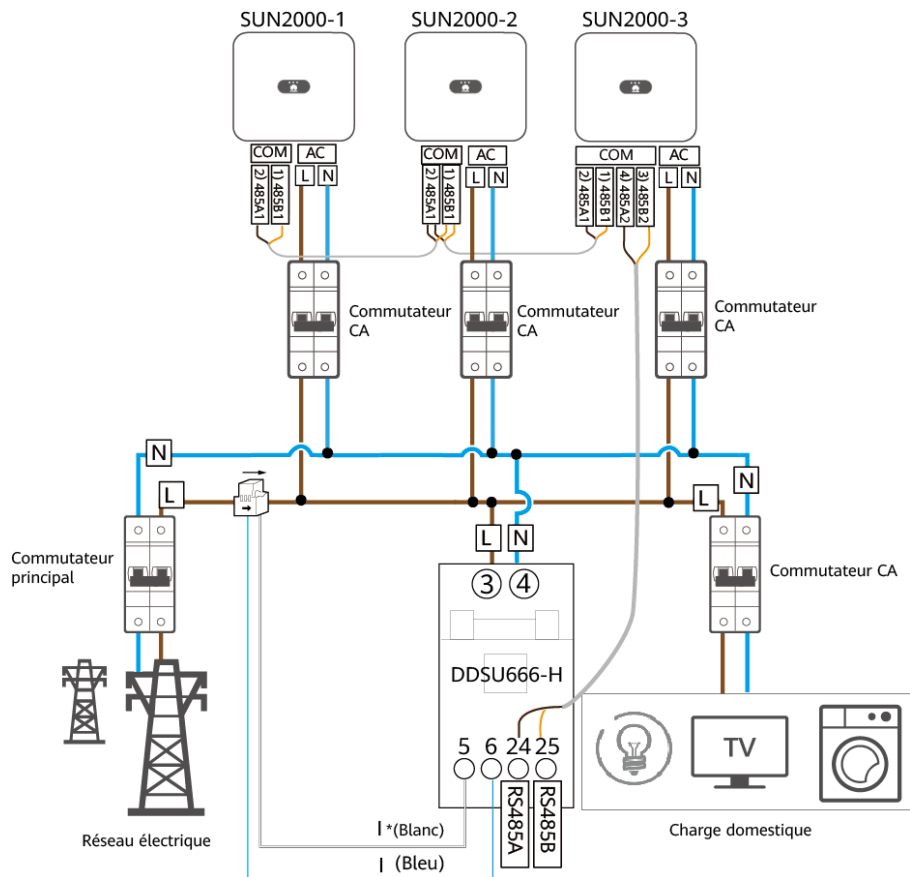 SUN2000-1
SUN2000-2
SUN2000-3
COM
AC
L
N
2) 485A1
1) 485B1
COM
AC
L
N
2) 485A1
1) 485B1
COM
AC
L
N
2) 485A1
1) 485B1
4) 485A2
3) 485B2
Commutateur
CA
Commutateur
CA
Commutateur
CA
N
L
L
N
Commutateur
principal
L
N
3
4
Commutateur CA
DDSU666-H
5
6
24
25
RS485A
RS485B
TV
Réseau électrique
I *(Blanc)
I (Bleu)
Charge domestique